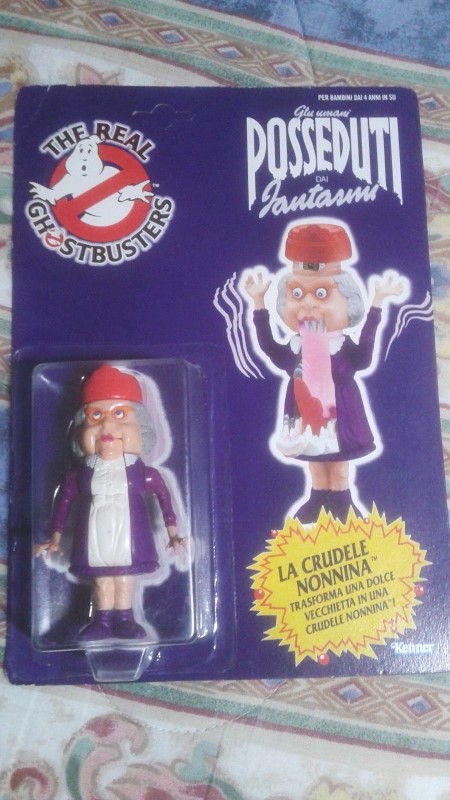 PER BAMBINI DAI 4 ANNI IN SU
THE REAL
GHOSTBUSTERS™
Gli umani
POSSEDUTI
DAI
fantasmi
LA CRUDELE
NONNINA™
TRASFORMA UNA DOLCE
VECCHIETTA IN UNA
CRUDELE NONNINA™!
Kenner